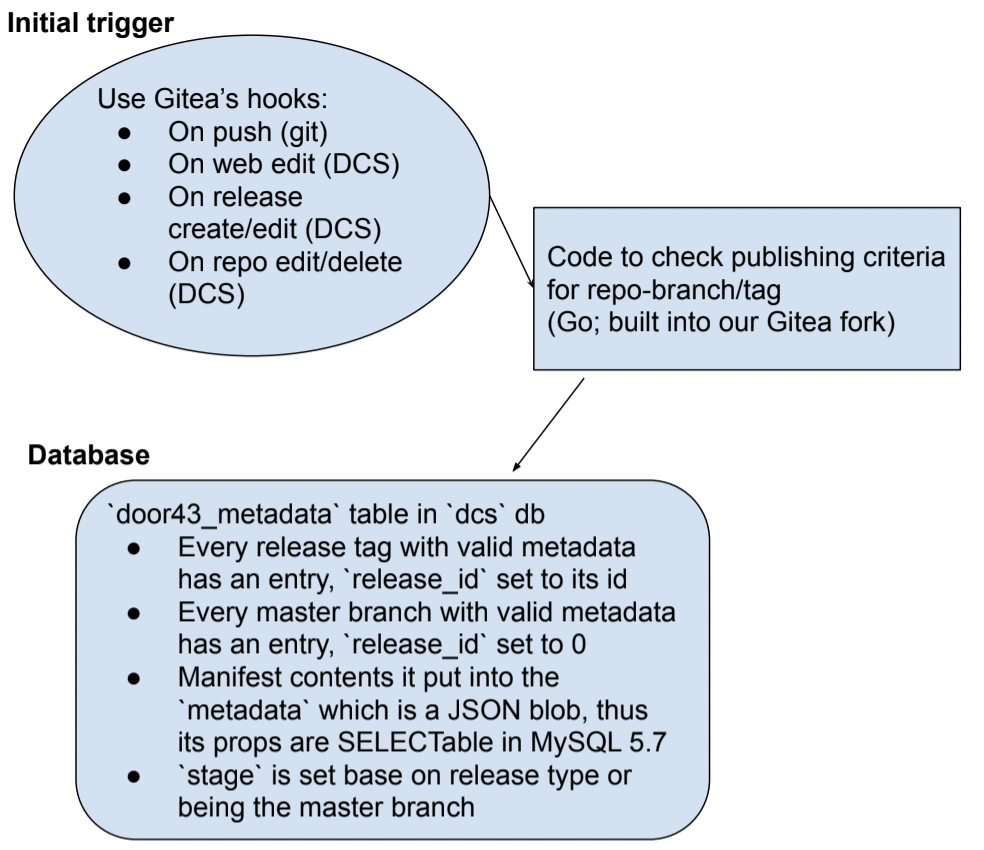 Initial trigger
Use Gitea's hooks:
● On push (git)
● On web edit (DCS)
● On release
create/edit (DCS)
● On repo edit/delete
(DCS)
Code to check publishing criteria
for repo-branch/tag
(Go; built into our Gitea fork)
Database
`door43_metadata` table in `dcs` db
● Every release tag with valid metadata
has an entry, `release_id` set to its id
● Every master branch with valid metadata
has an entry, `release_id` set to 0
● Manifest contents it put into the
`metadata` which is a JSON blob, thus
its props are SELECTable in MySQL 5.7
● `stage` is set base on release type or
being the master branch